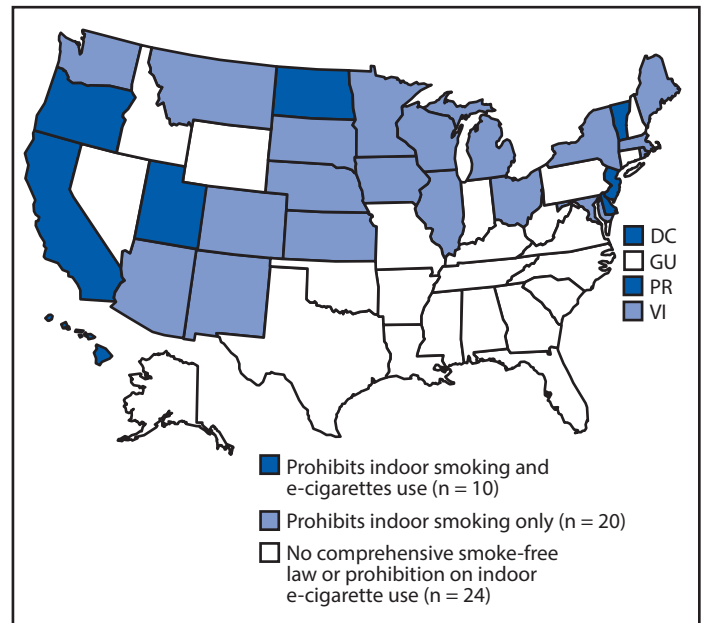 DC
GU
PR
VI
Prohibits indoor smoking and
e-cigarettes use (n = 10)
Prohibits indoor smoking only (n = 20)
No comprehensive smoke-free
law or prohibition on indoor
e-cigarette use (n = 24)